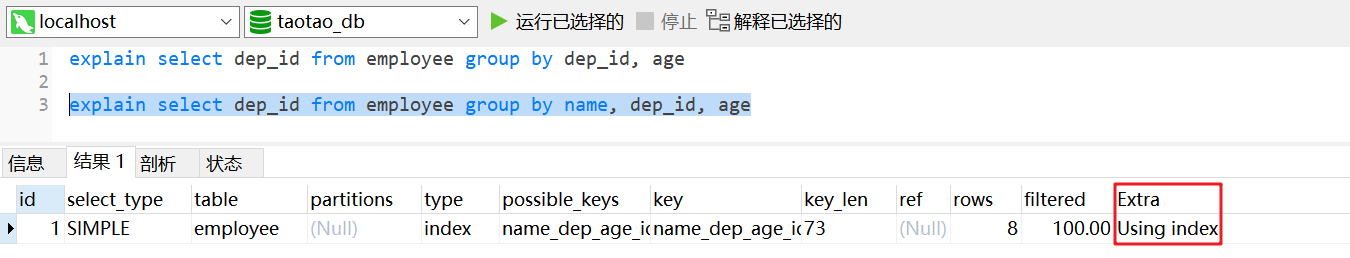 localhost taotao_db 运行已选择的 停止 解释已选择的
1 explain select dep_id from employee group by dep_id, age
2
3 explain select dep_id from employee group by name, dep_id, age
信息 结果 1 剖析 状态
id select_type table partitions type possible_keys key key_len ref rows filtered Extra
1 SIMPLE employee (Null) index name_dep_age_id name_dep_age_id 73 (Null) 8 100.00 Using index